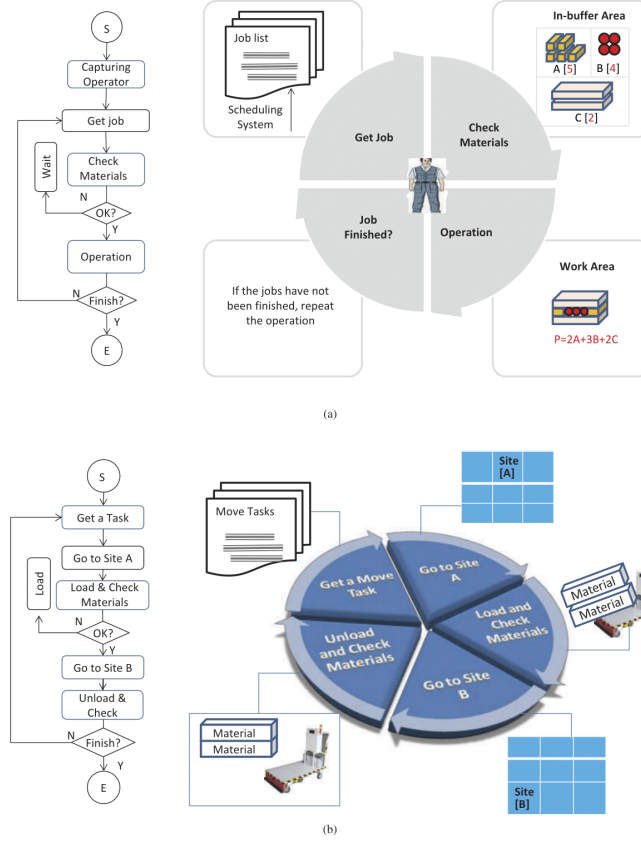 S
Capturing
Operator
Get job
Check
Materials
Wait
N
OK?
Y
Operation
N
Finish?
Y
E
Job list
Scheduling
System
In-buffer Area
A [5]
B [4]
C [2]
Get Job
Check
Materials
Job
Finished?
Operation
If the jobs have not
been finished, repeat
the operation
Work Area
P=2A+3B+2C
(a)
S
Get a Task
Go to Site A
Load & Check
Materials
Load
N
OK?
Y
Go to Site B
Unload &
Check
N
Finish?
Y
E
Move Tasks
Site
[A]
Get a Move
Task
Go to Site
A
Load and
Check
Materials
Unload
and Check
Materials
Go to Site
B
Material
Material
Material
Material
Site
[B]
(b)